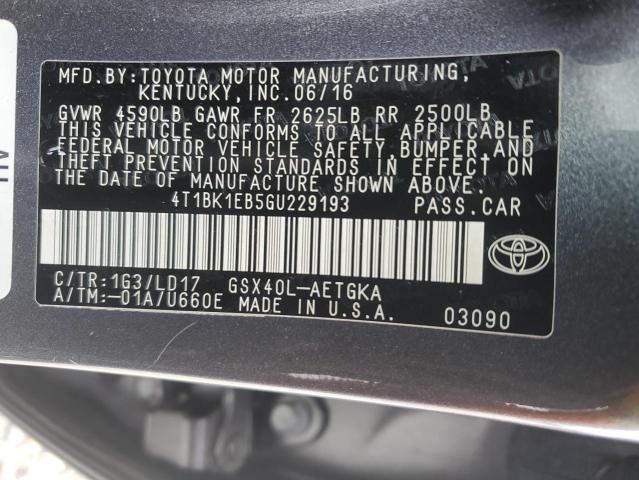 MFD.BY:TOYOTA MOTOR MANUFACTURING,
KENTUCKY, INC. 06/16
GVWR 4590LB GAWR FR 2625LB RR 2500LB
THIS VEHICLE CONFORMS TO ALL APPLICABLE
FEDERAL MOTOR VEHICLE SAFETY, BUMPER, AND
THEFT PREVENTION STANDARDS IN EFFECT ON
THE DATE OF MANUFACTURE SHOWN ABOVE.
4T1BK1EB5GU229193 PASS.CAR
C/TR:1G3/LD17 GSX40L-AETGKA
A/TM:-01A/U660E MADE IN U.S.A. 03090